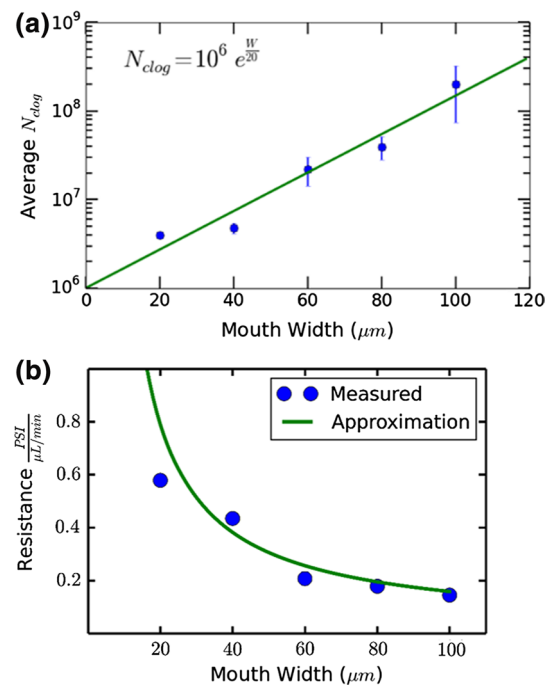 (a)
10^9
10^8
10^7
10^6
Average N_clog
N_clog = 10^6 e^{W/20}
0 20 40 60 80 100 120
Mouth Width (μm)
(b)
Measured
Approximation
0.8
0.6
0.4
0.2
Resistance PSI/μL/min
20 40 60 80 100
Mouth Width (μm)